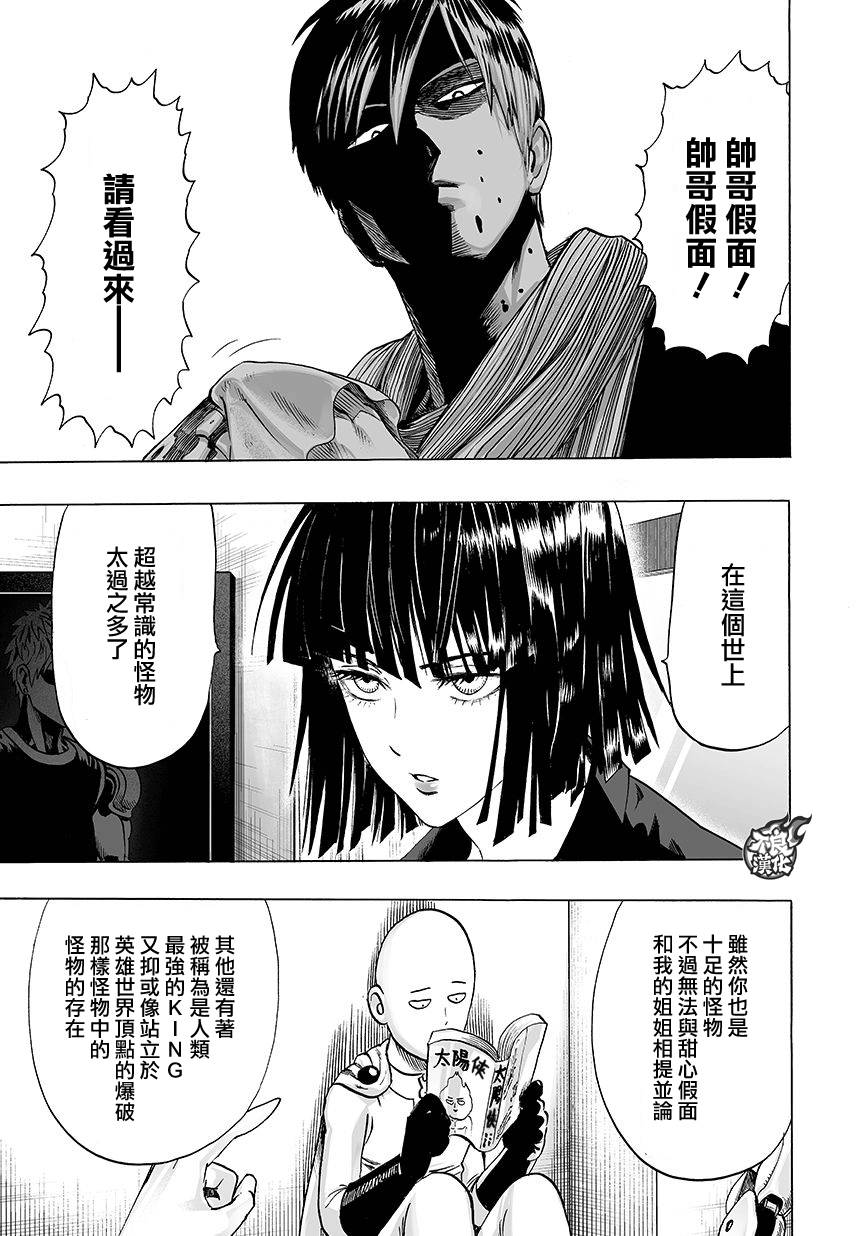 帥哥假面！
帥哥假面！
請看過來——
在這個世上
超越常識的怪物
太過之多了
不良
漢化
雖然你也是
十足的怪物
不過無法與甜心假面
和我的姐姐相提並論
太陽俠
其他還有著
被稱為是人類
最強的KING
又抑或像站立於
英雄世界頂點的爆破
那樣怪物中的
怪物的存在